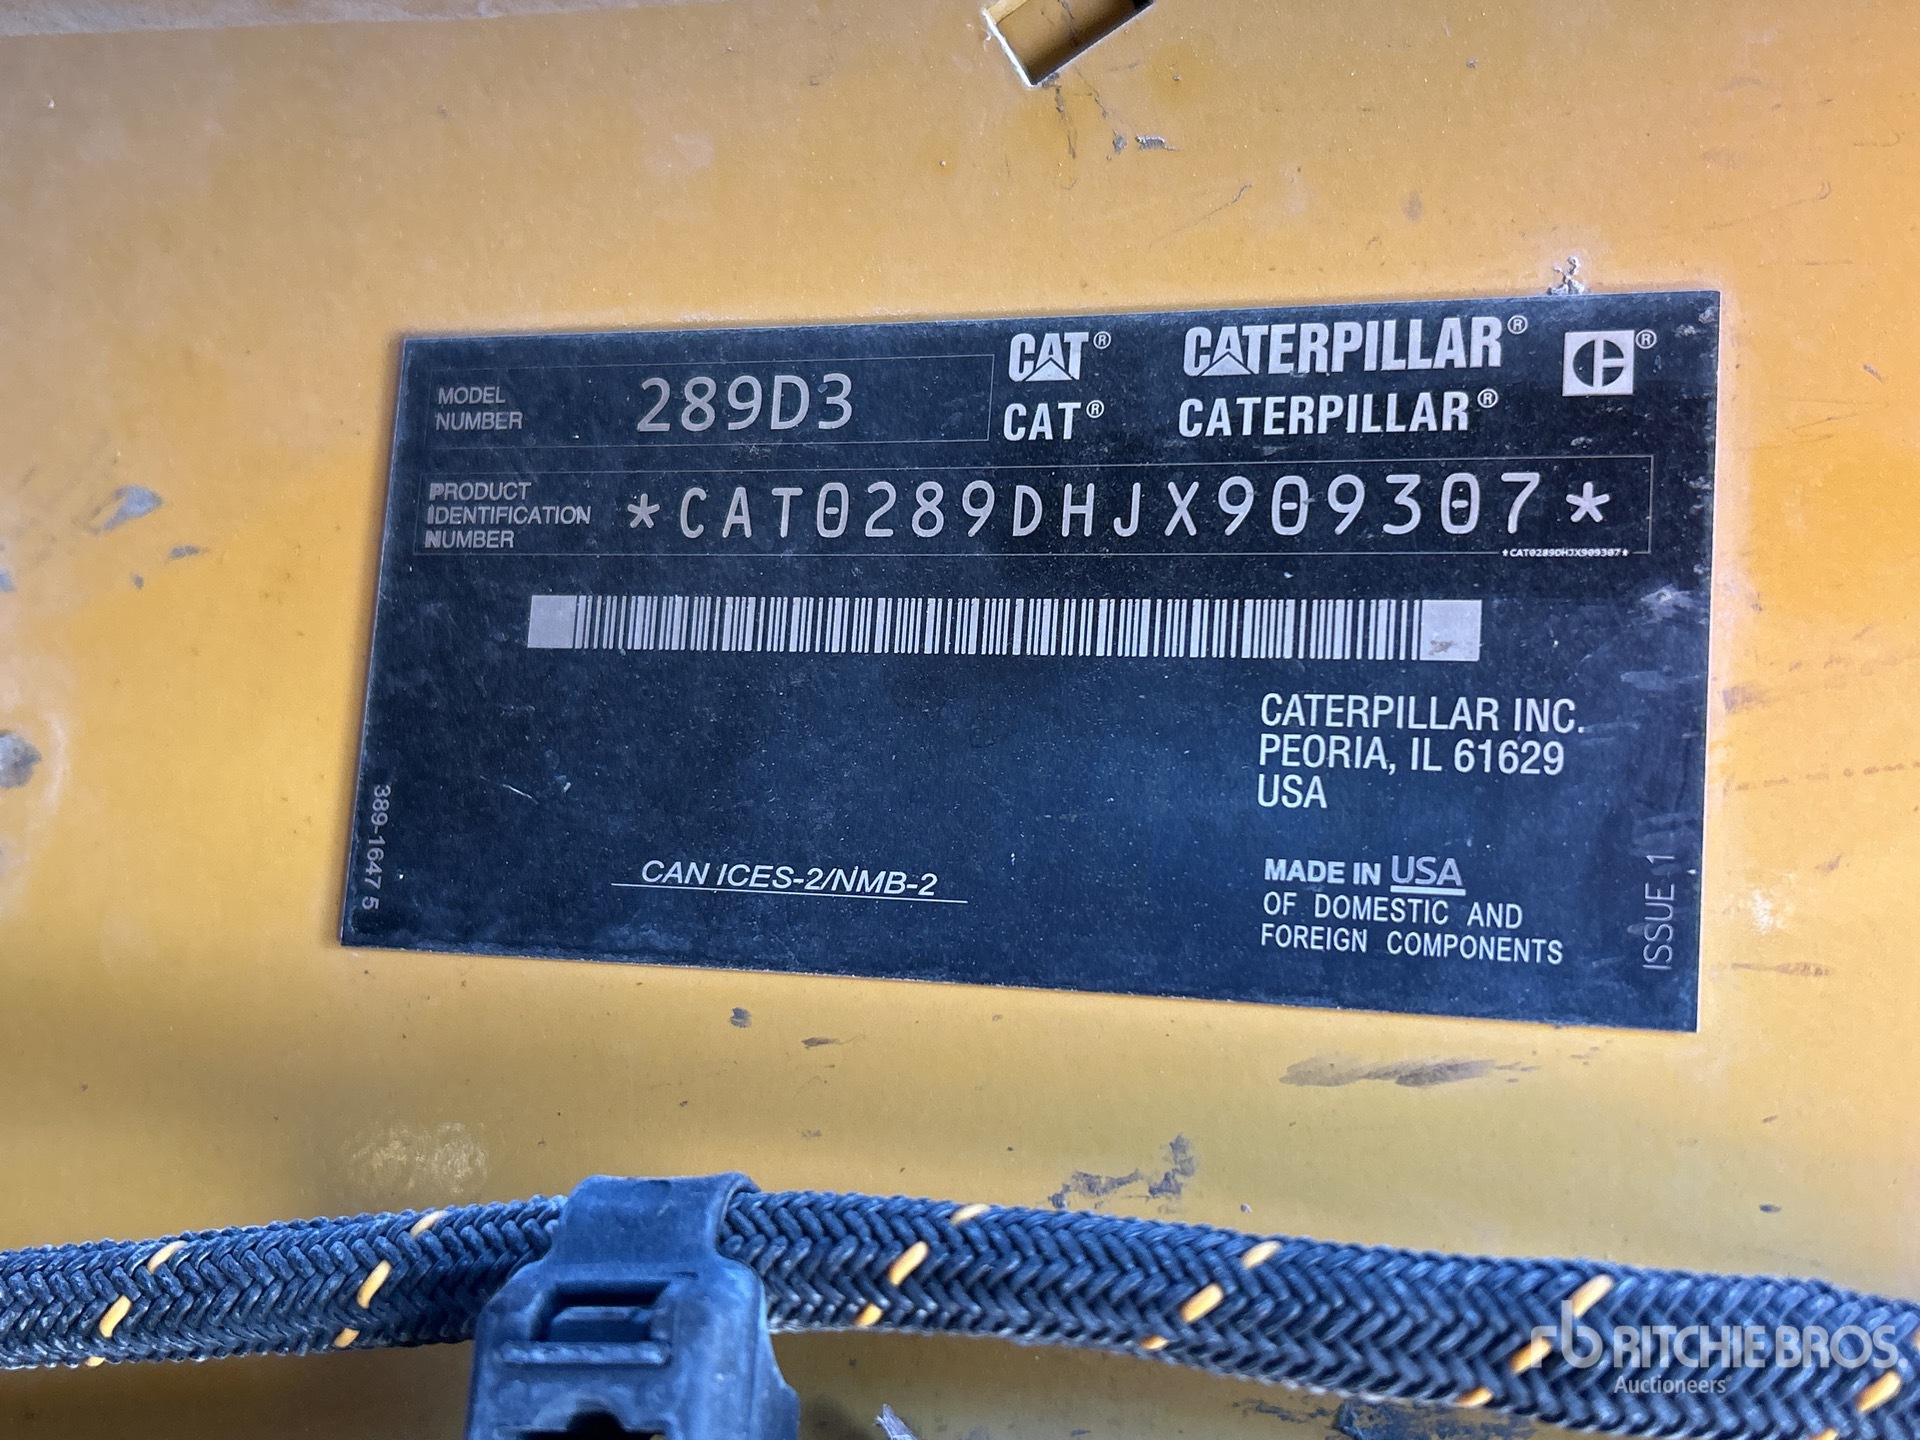 MODEL NUMBER 289D3
CAT® CATERPILLAR®
CAT® CATERPILLAR®
PRODUCT IDENTIFICATION NUMBER *CAT0289DHJX909307*
*CAT0289DHJX909307*
CATERPILLAR INC.
PEORIA, IL 61629
USA
CAN ICES-2/NMB-2
MADE IN USA
OF DOMESTIC AND
FOREIGN COMPONENTS
389-1647 5
ISSUE 1
rb RITCHIE BROS.
Auctioneers